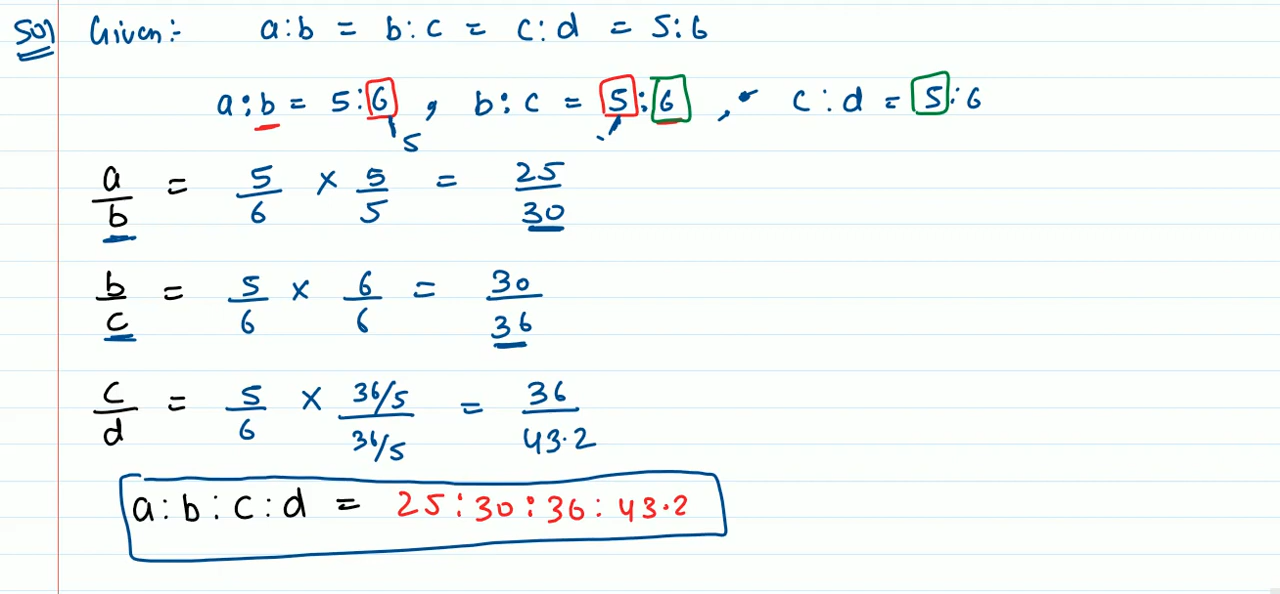 Sol Given:- a:b = b:c = c:d = 5:6
a:b = 5:6 , b:c = 5:6 , c:d = 5:6
5
a/b = 5/6 × 5/5 = 25/30
b/c = 5/6 × 6/6 = 30/36
c/d = 5/6 × (36/5)/(36/5) = 36/43.2
a:b:c:d = 25:30:36:43.2